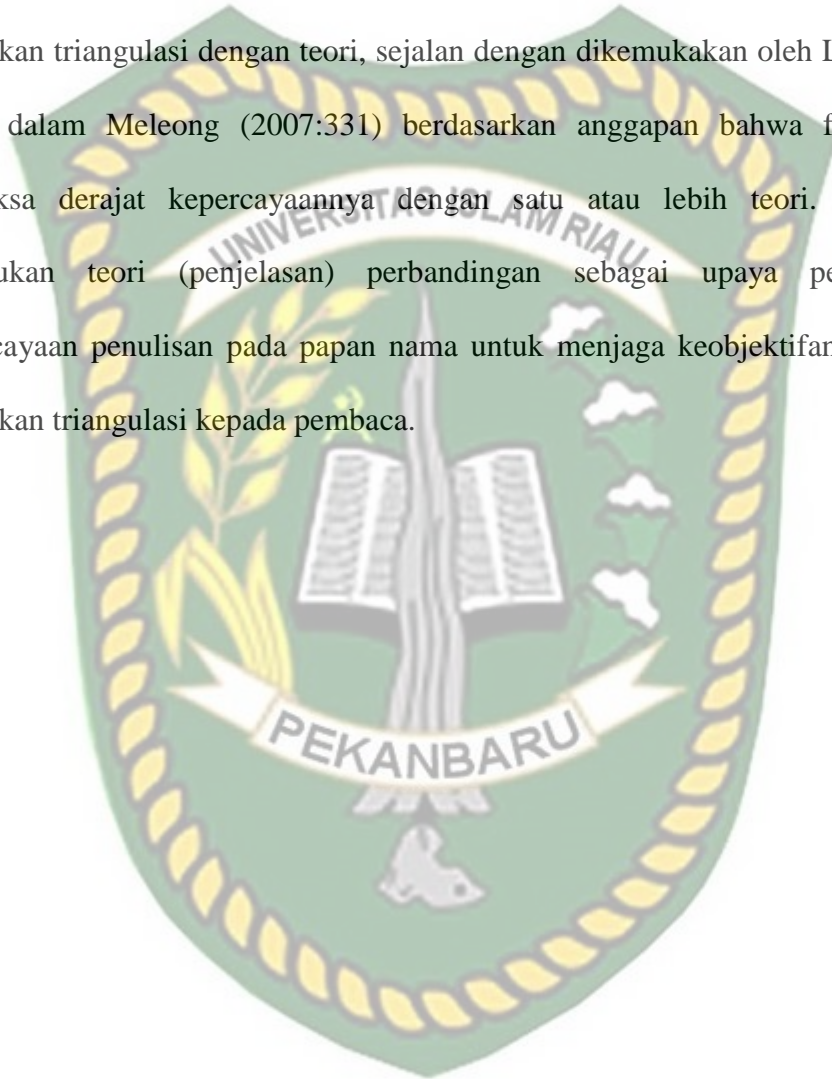 kan triangulasi dengan teori, sejalan dengan dikemukakan oleh
dalam Meleong (2007:331) berdasarkan anggapan bahwa
ksa derajat kepercayaannya dengan satu atau lebih teori.
UNIVERSITAS ISLAM RIAU
ukan teori (penjelasan) perbandingan sebagai upaya
cayaan penulisan pada papan nama untuk menjaga keobjektifan
kan triangulasi kepada pembaca.
PEKANBARU